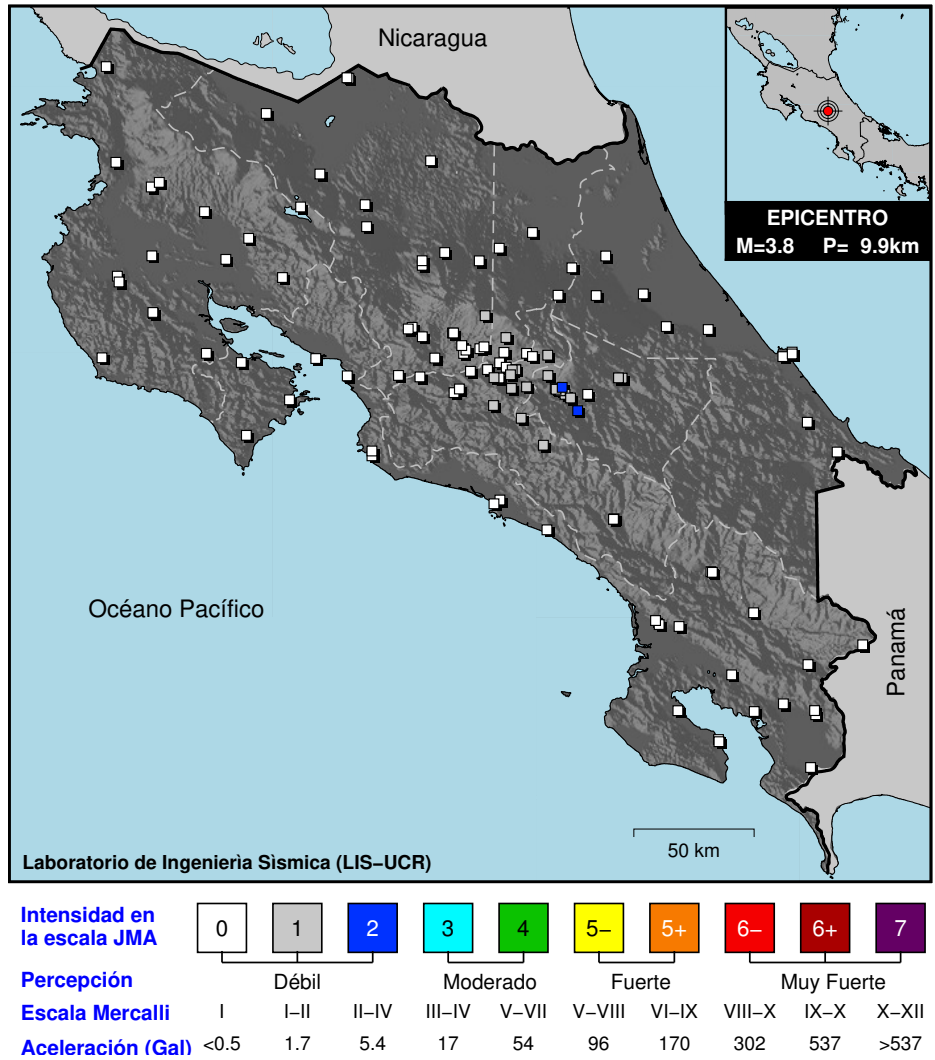 Nicaragua
EPICENTRO
M=3.8 P= 9.9km
Océano Pacífico
Panamá
50 km
Laboratorio de Ingenierìa Sìsmica (LIS–UCR)
Intensidad en
la escala JMA
0 1 2 3 4 5– 5+ 6– 6+ 7
Percepción Débil Moderado Fuerte Muy Fuerte
Escala Mercalli I I–II II–IV III–IV V–VII V–VIII VI–IX VIII–X IX–X X–XII
Aceleración (Gal) <0.5 1.7 5.4 17 54 96 170 302 537 >537